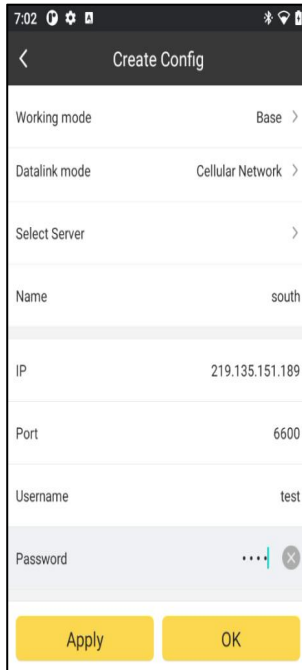 7:02
Create Config
Working mode Base
Datalink mode Cellular Network
Select Server
Name south
IP 219.135.151.189
Port 6600
Username test
Password ····
Apply OK